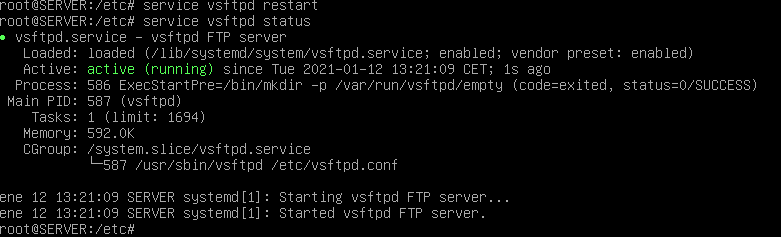 root@SERVER:/etc# service vsftpd restart
root@SERVER:/etc# service vsftpd status
● vsftpd.service – vsftpd FTP server
Loaded: loaded (/lib/systemd/system/vsftpd.service; enabled; vendor preset: enabled)
Active: active (running) since Tue 2021-01-12 13:21:09 CET; 1s ago
Process: 586 ExecStartPre=/bin/mkdir -p /var/run/vsftpd/empty (code=exited, status=0/SUCCESS)
Main PID: 587 (vsftpd)
Tasks: 1 (limit: 1694)
Memory: 592.0K
CGroup: /system.slice/vsftpd.service
└─587 /usr/sbin/vsftpd /etc/vsftpd.conf
ene 12 13:21:09 SERVER systemd[1]: Starting vsftpd FTP server...
ene 12 13:21:09 SERVER systemd[1]: Started vsftpd FTP server.
root@SERVER:/etc#